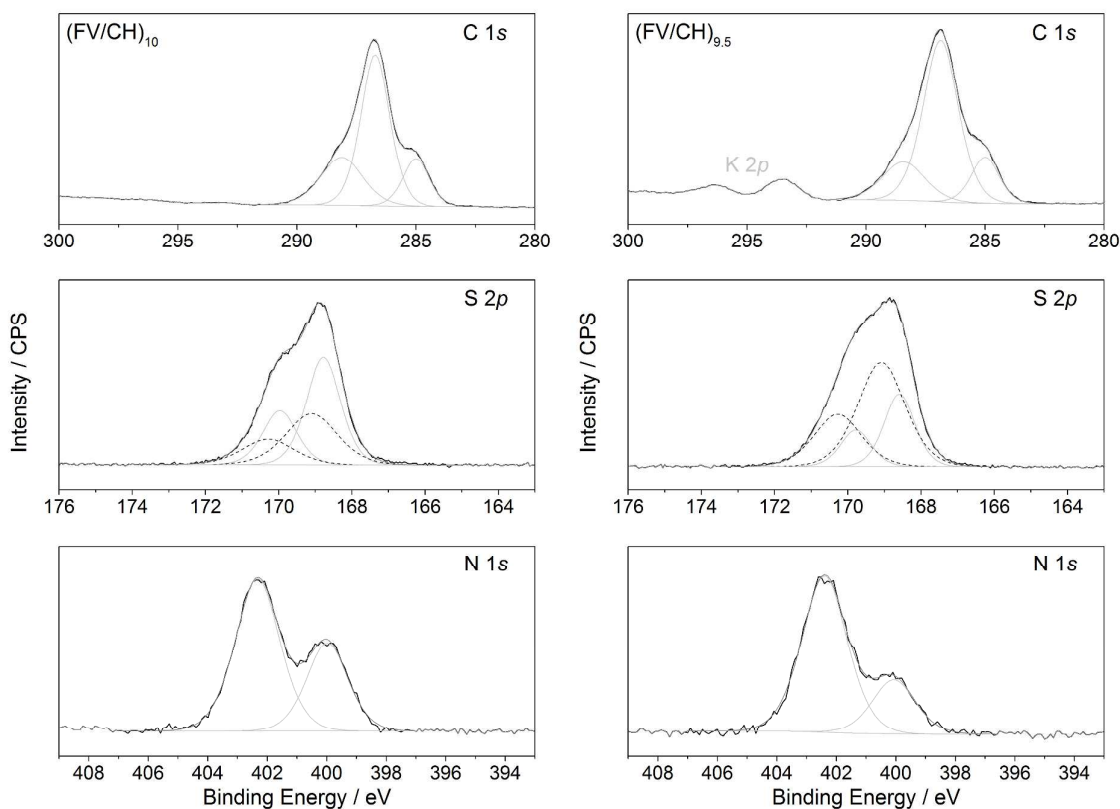 (FV/CH)10 C 1s
300 295 290 285 280
(FV/CH)9.5 C 1s
K 2p
300 295 290 285 280
S 2p
176 174 172 170 168 166 164
S 2p
176 174 172 170 168 166 164
Intensity / CPS
Intensity / CPS
N 1s
408 406 404 402 400 398 396 394
Binding Energy / eV
N 1s
408 406 404 402 400 398 396 394
Binding Energy / eV